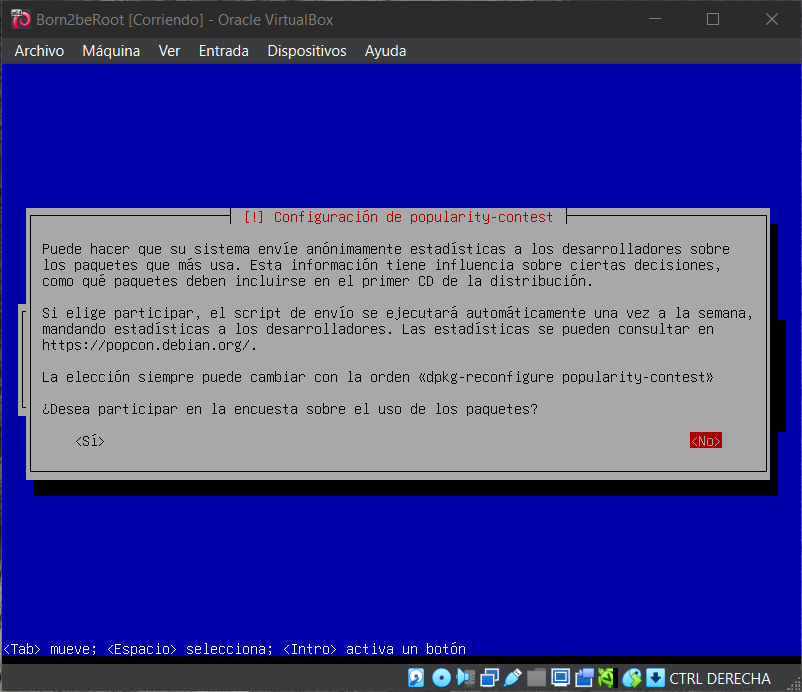 Born2beRoot [Corriendo] - Oracle VirtualBox
Archivo Máquina Ver Entrada Dispositivos Ayuda
[!] Configuración de popularity-contest
Puede hacer que su sistema envíe anónimamente estadísticas a los desarrolladores sobre
los paquetes que más usa. Esta información tiene influencia sobre ciertas decisiones,
como qué paquetes deben incluirse en el primer CD de la distribución.
Si elige participar, el script de envío se ejecutará automáticamente una vez a la semana,
mandando estadísticas a los desarrolladores. Las estadísticas se pueden consultar en
https://popcon.debian.org/.
La elección siempre puede cambiar con la orden «dpkg-reconfigure popularity-contest»
¿Desea participar en la encuesta sobre el uso de los paquetes?
<Sí> <No>
<Tab> mueve; <Espacio> selecciona; <Intro> activa un botón
CTRL DERECHA